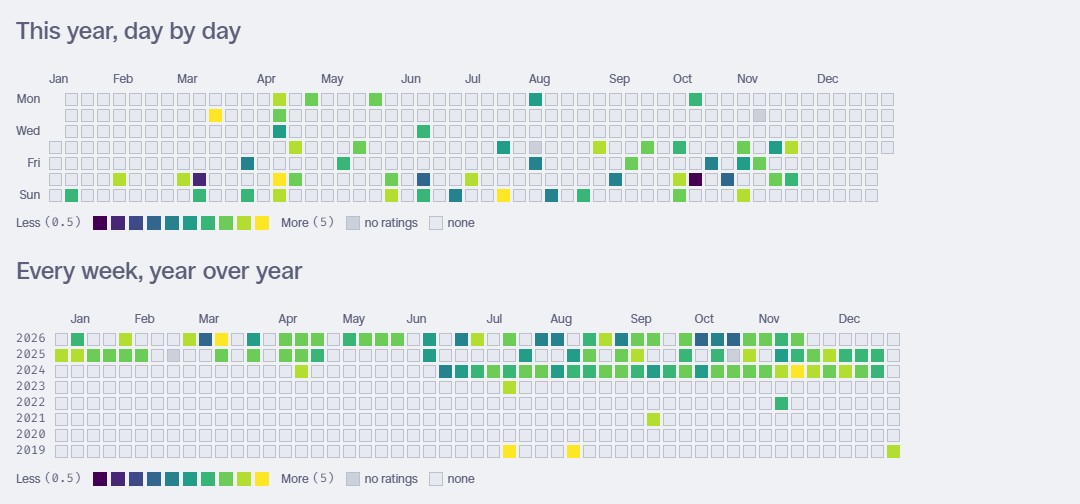 This year, day by day
Jan Feb Mar Apr May Jun Jul Aug Sep Oct Nov Dec
Mon
Wed
Fri
Sun
Less (0.5) More (5) no ratings none
Every week, year over year
Jan Feb Mar Apr May Jun Jul Aug Sep Oct Nov Dec
2026
2025
2024
2023
2022
2021
2020
2019
Less (0.5) More (5) no ratings none